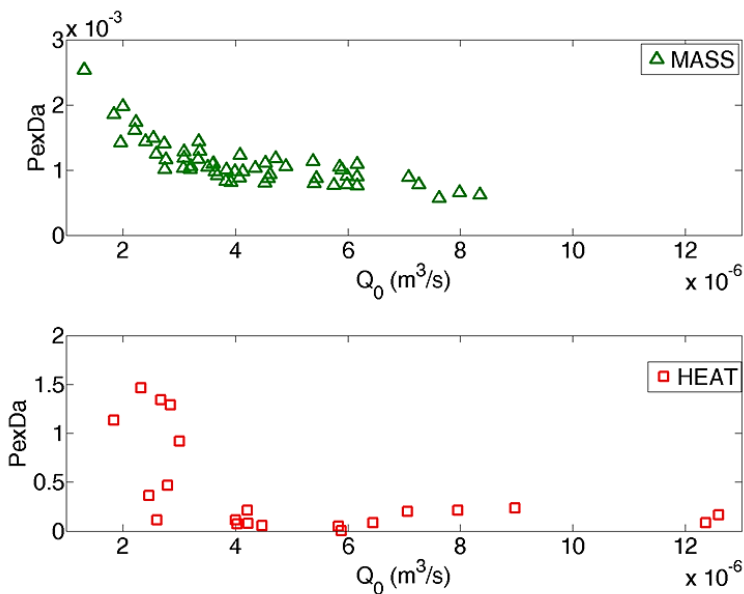 x 10⁻³
3
2
1
0
PexDa
MASS
2 4 6 8 10 12
Q₀ (m³/s)
x 10⁻⁶
2
1.5
1
0.5
0
PexDa
HEAT
2 4 6 8 10 12
Q₀ (m³/s)
x 10⁻⁶